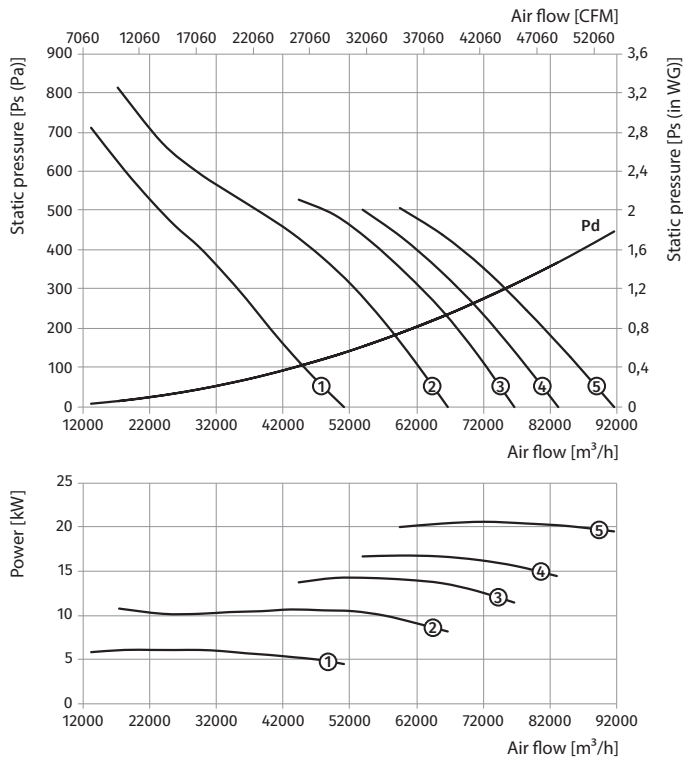 Air flow [CFM]
7060 10060 17060 22060 27060 32060 37060 42060 47060 52060
Static pressure [Ps (Pa)]
900
800
700
600
500
400
300
200
100
0
Static pressure [Ps (in WG)]
3,6
3,2
2,8
2,4
2
1,6
1,2
0,8
0,4
0
Pd
1 2 3 4 5
12000 22000 32000 42000 52000 62000 72000 82000 92000
Air flow [m³/h]
Power [kW]
25
20
15
10
5
0
5
4
3
2
1
12000 22000 32000 42000 52000 62000 72000 82000 92000
Air flow [m³/h]